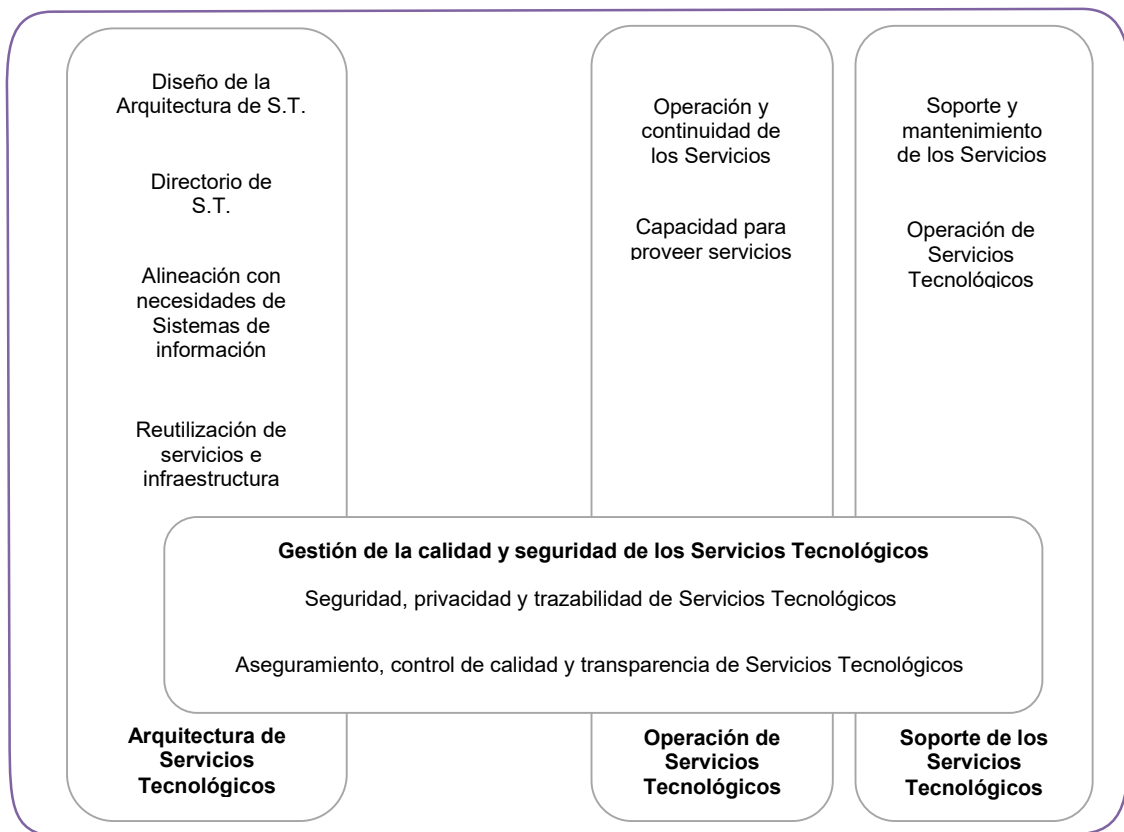 Diseño de la
Arquitectura de S.T.
Directorio de
S.T.
Alineación con
necesidades de
Sistemas de
información
Reutilización de
servicios e
infraestructura
Operación y
continuidad de
los Servicios
Capacidad para
proveer servicios
Soporte y
mantenimiento
de los Servicios
Operación de
Servicios
Tecnológicos
Gestión de la calidad y seguridad de los Servicios Tecnológicos
Seguridad, privacidad y trazabilidad de Servicios Tecnológicos
Aseguramiento, control de calidad y transparencia de Servicios Tecnológicos
Arquitectura de
Servicios
Tecnológicos
Operación de
Servicios
Tecnológicos
Soporte de los
Servicios
Tecnológicos